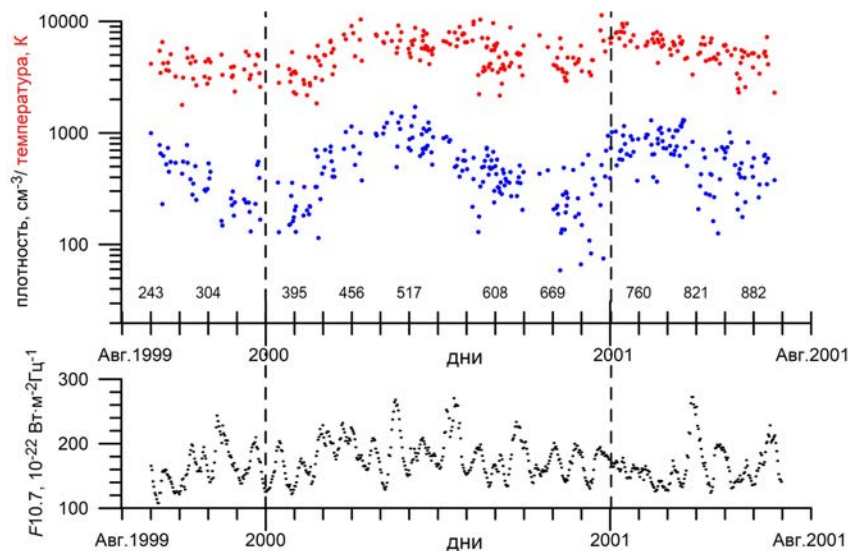 10000
1000
100
плотность, см-3/ температура, К
243 304 395 456 517 608 669 760 821 882
Авг.1999 2000 дни 2001 Авг.2001
300
200
100
F10.7, 10-22 Вт·м-2Гц-1
Авг.1999 2000 дни 2001 Авг.2001